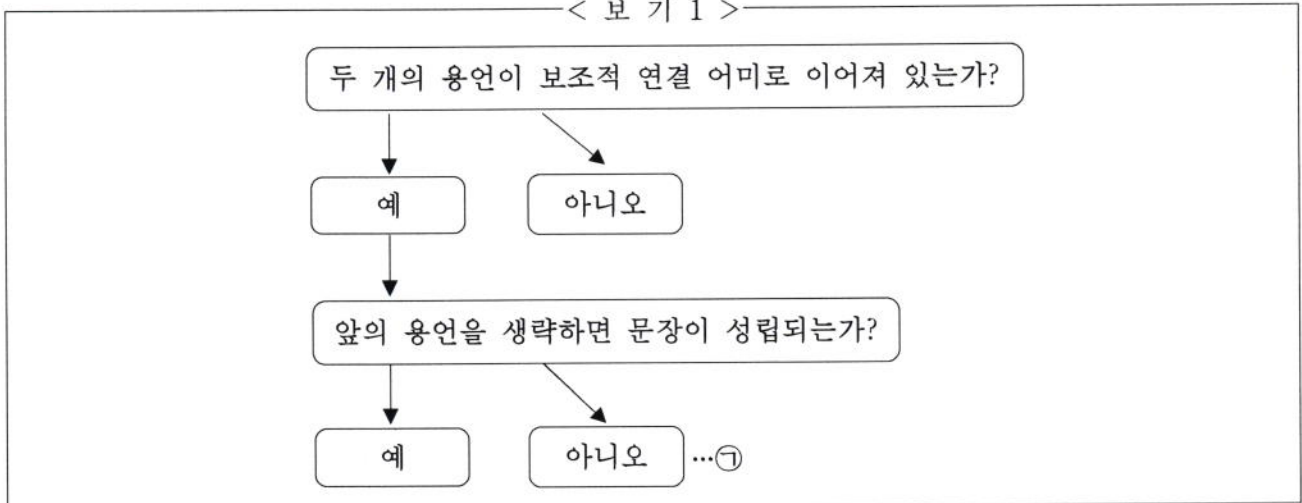 < 보 기 1 >
두 개의 용언이 보조적 연결 어미로 이어져 있는가?
예 아니오
앞의 용언을 생략하면 문장이 성립되는가?
예 아니오 …㉠